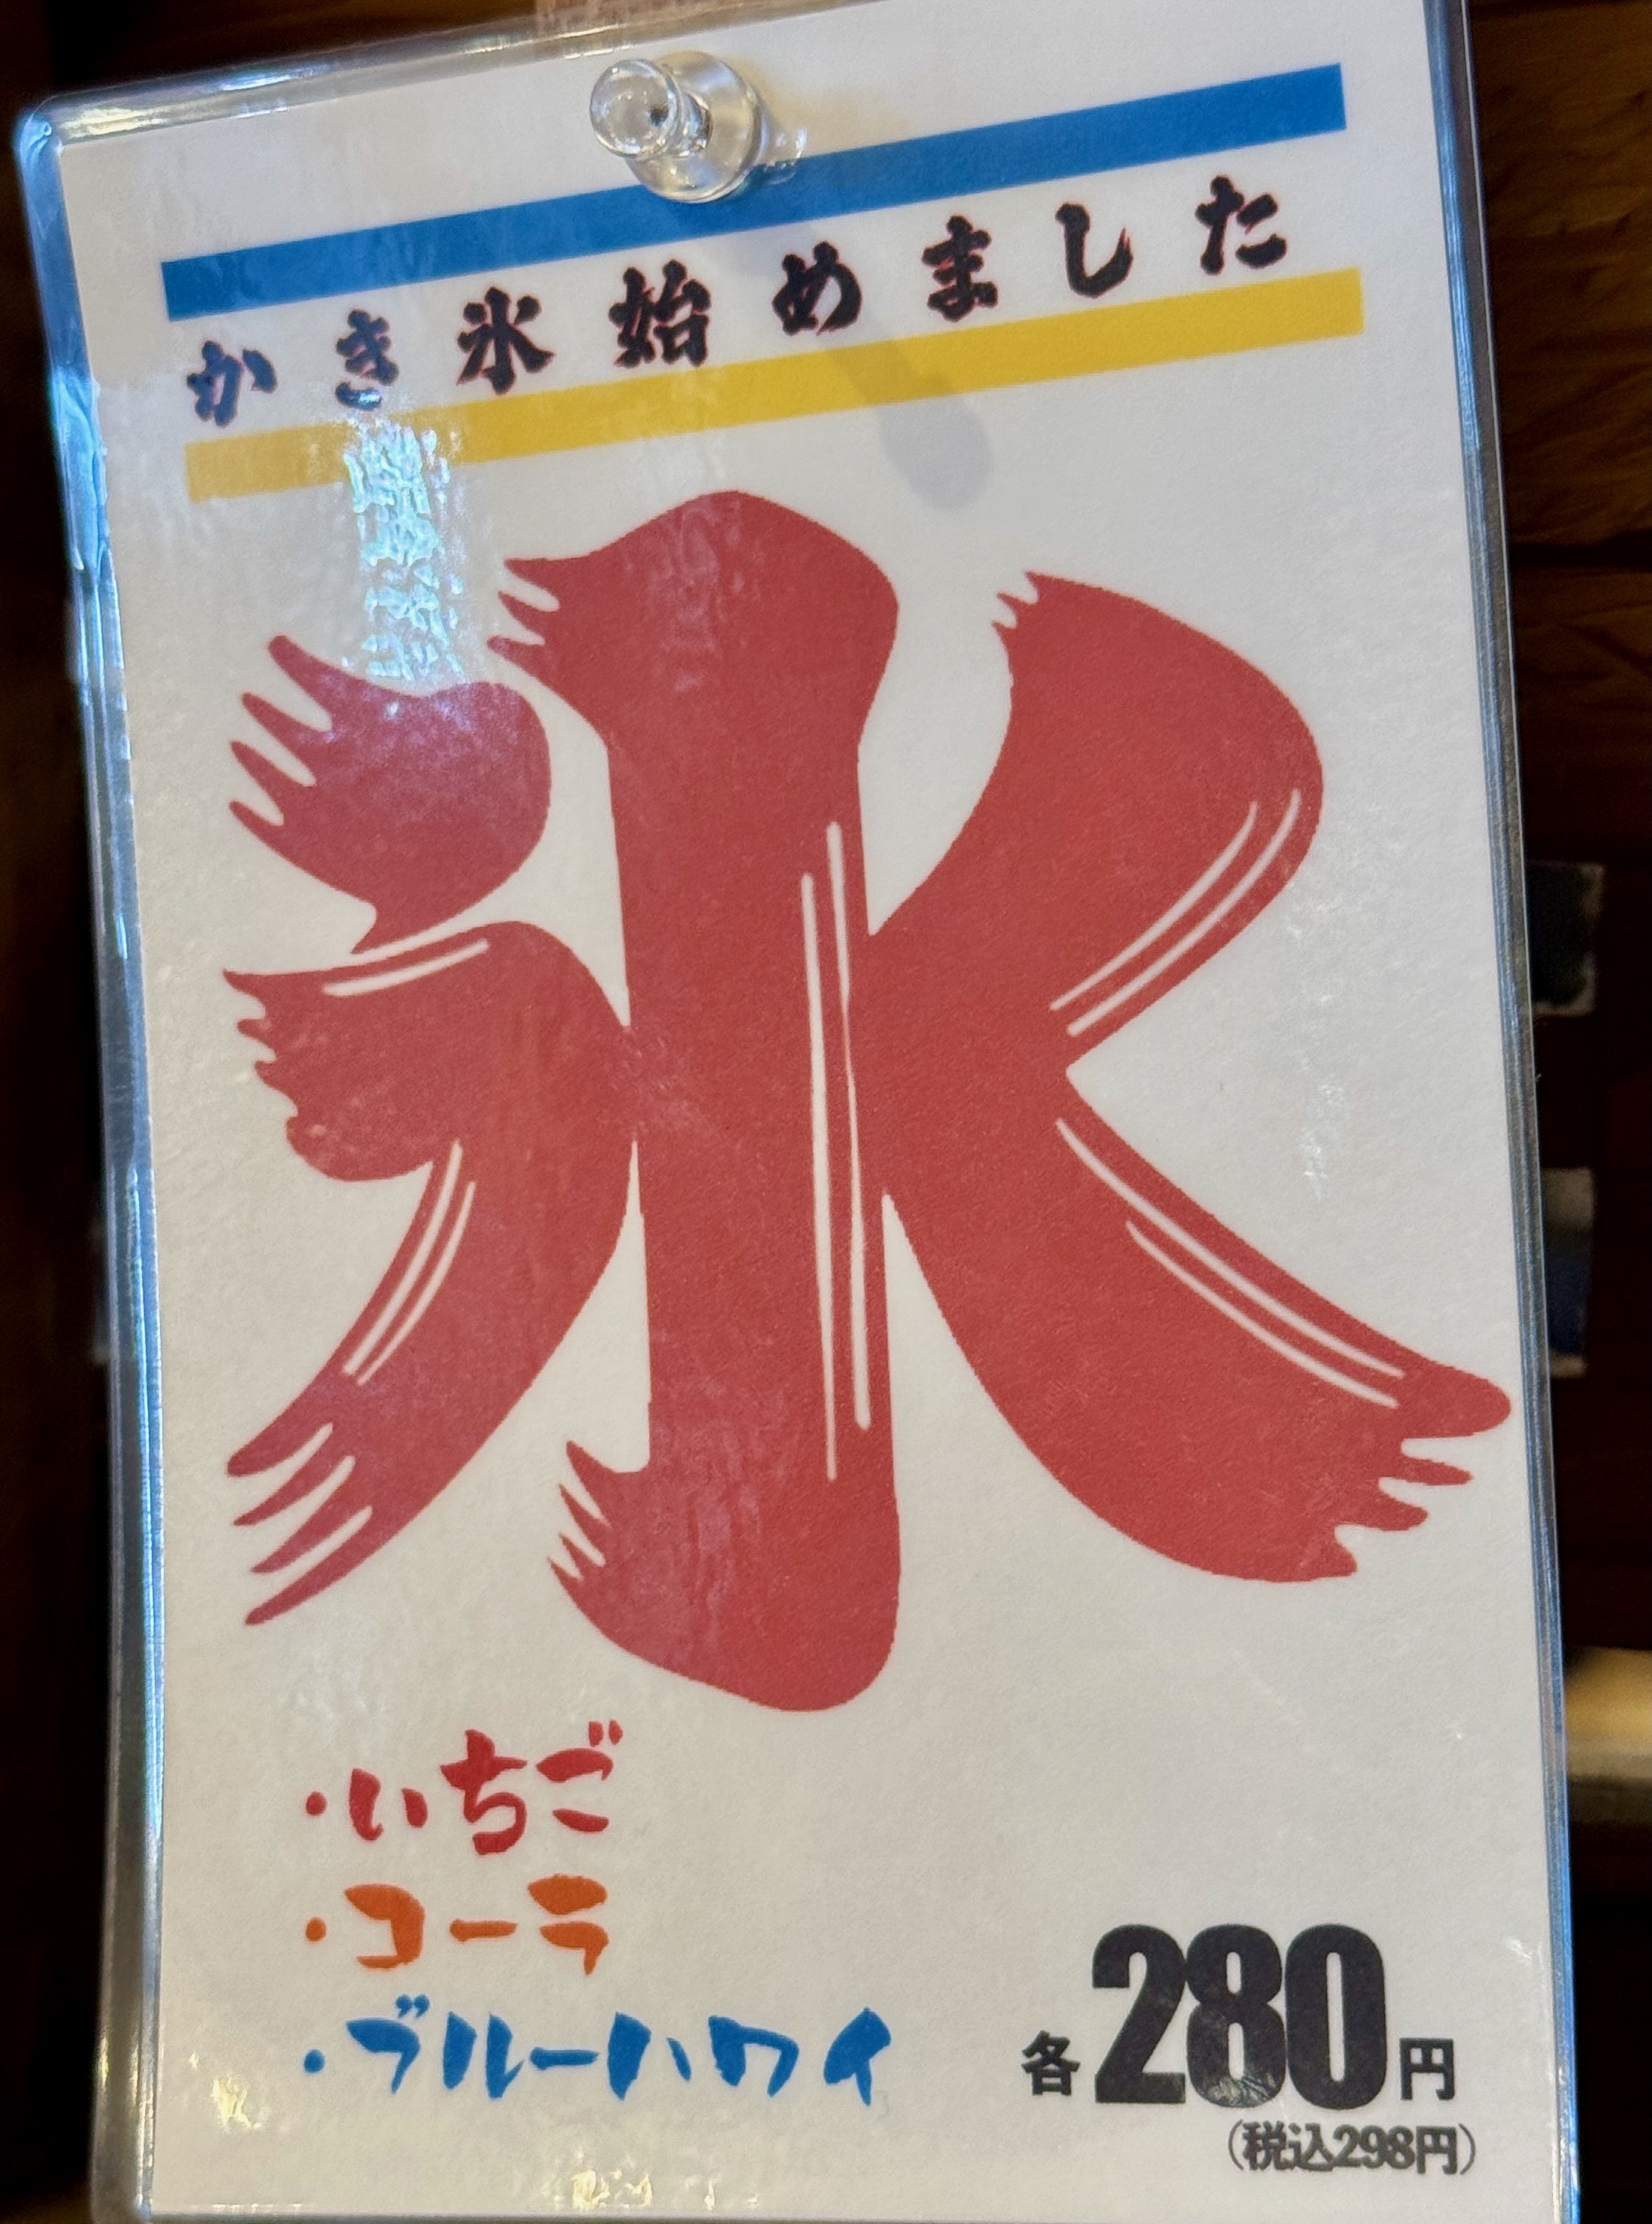 かき氷始めました
氷
・いちご
・コーラ
・ブルーハワイ
各280円
(税込298円)